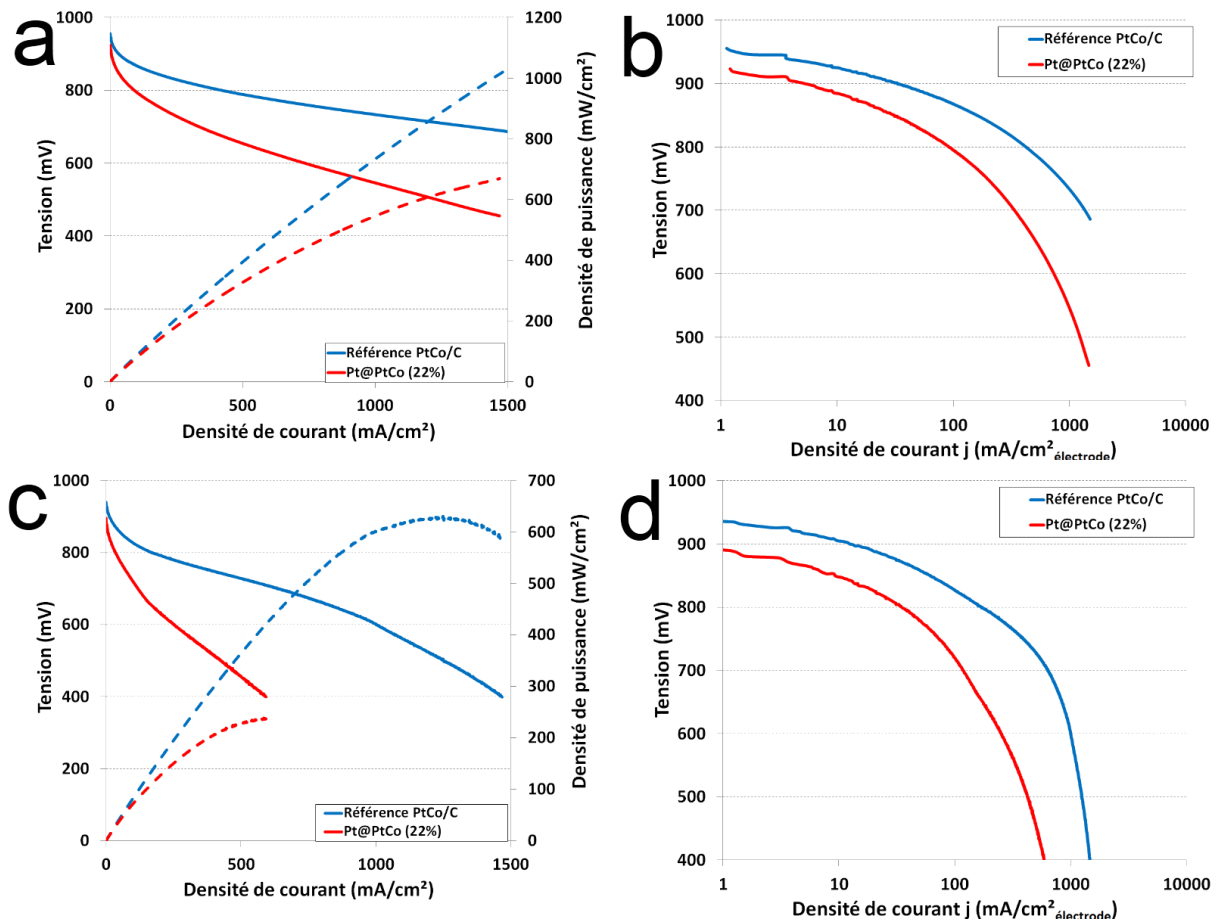 a
1000
800
600
400
200
0
Tension (mV)
1200
1000
800
600
400
200
0
Densité de puissance (mW/cm²)
0
500
1000
1500
Densité de courant (mA/cm²)
Référence PtCo/C
Pt@PtCo (22%)
b
1000
900
800
700
600
500
400
Tension (mV)
1
10
100
1000
10000
Densité de courant j (mA/cm²électrode)
Référence PtCo/C
Pt@PtCo (22%)
c
1000
800
600
400
200
0
Tension (mV)
700
600
500
400
300
200
100
0
Densité de puissance (mW/cm²)
0
500
1000
1500
Densité de courant (mA/cm²)
Référence PtCo/C
Pt@PtCo (22%)
d
1000
900
800
700
600
500
400
Tension (mV)
1
10
100
1000
10000
Densité de courant j (mA/cm²électrode)
Référence PtCo/C
Pt@PtCo (22%)